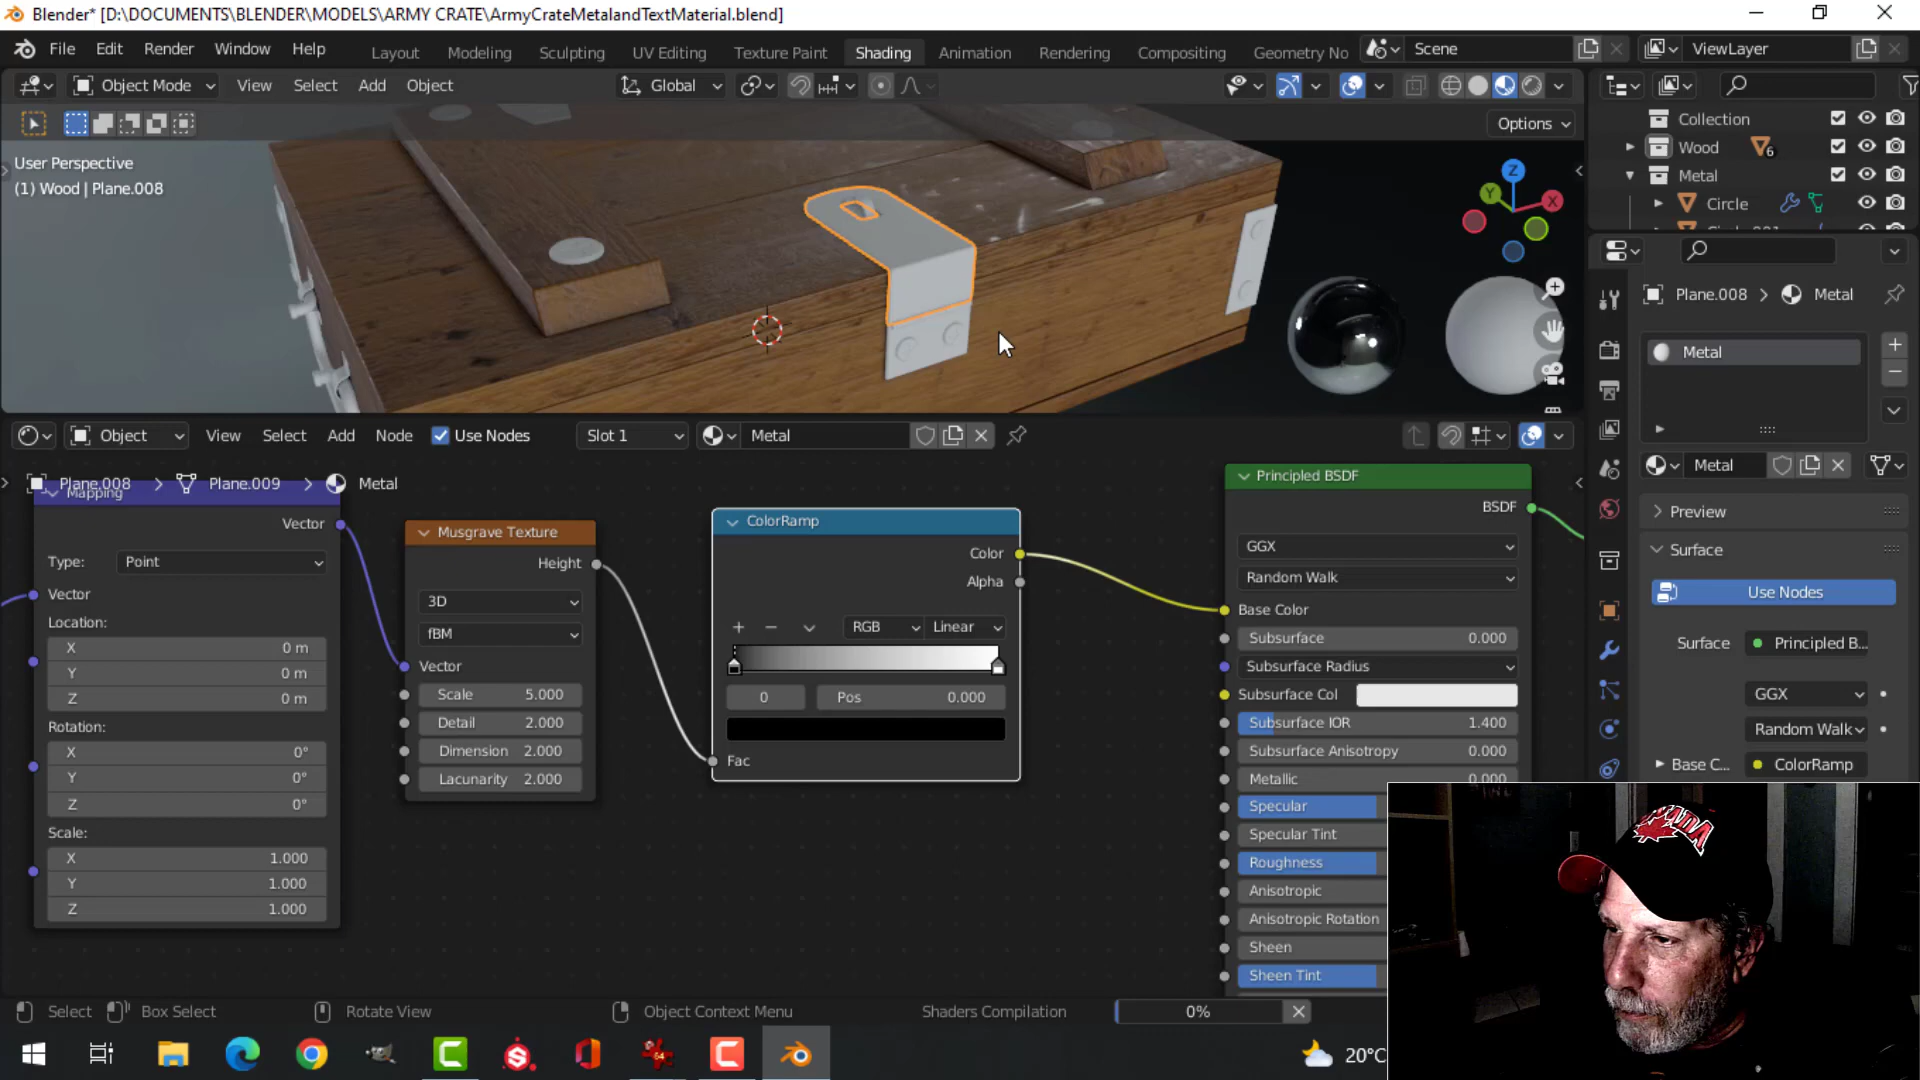 Blender* [D:\DOCUMENTS\BLENDER\MODELS\ARMY CRATE\ArmyCrateMetalandTextMaterial.blend]
File Edit Render Window Help Layout Modeling Sculpting UV Editing Texture Paint Shading Animation Rendering Compositing Geometry No Scene ViewLayer
Object Mode View Select Add Object Global
Options
User Perspective
(1) Wood | Plane.008
Z
Y
X
Collection
Wood 6
Metal
Circle
Plane.008 > Metal
Metal
Metal
Preview
Surface
Use Nodes
Surface Principled B...
GGX
Random Walk
Base C... ColorRamp
Object View Select Add Node Use Nodes Slot 1 Metal
Plane.008 > Plane.009 > Metal
Mapping
Vector
Type: Point
Vector
Location:
X 0 m
Y 0 m
Z 0 m
Rotation:
X 0°
Y 0°
Z 0°
Scale:
X 1.000
Y 1.000
Z 1.000
Musgrave Texture
Height
3D
fBM
Vector
Scale 5.000
Detail 2.000
Dimension 2.000
Lacunarity 2.000
ColorRamp
Color
Alpha
+ − RGB Linear
0 Pos 0.000
Fac
Principled BSDF
BSDF
GGX
Random Walk
Base Color
Subsurface 0.000
Subsurface Radius
Subsurface Col
Subsurface IOR 1.400
Subsurface Anisotropy 0.000
Metallic 0.000
Specular
Specular Tint
Roughness
Anisotropic
Anisotropic Rotation
Sheen
Sheen Tint
Select Box Select Rotate View Object Context Menu Shaders Compilation 0%
20°C